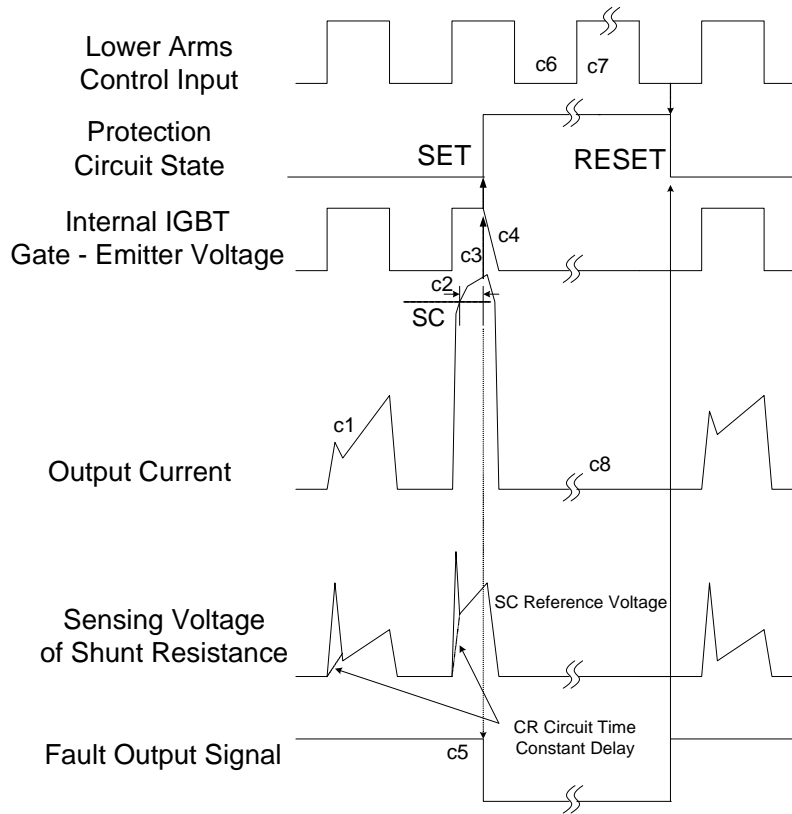 Lower Arms
Control Input
c6
c7
Protection
Circuit State
SET
RESET
Internal IGBT
Gate - Emitter Voltage
c4
c3
c2
SC
c1
Output Current
c8
SC Reference Voltage
Sensing Voltage
of Shunt Resistance
CR Circuit Time
Constant Delay
Fault Output Signal
c5